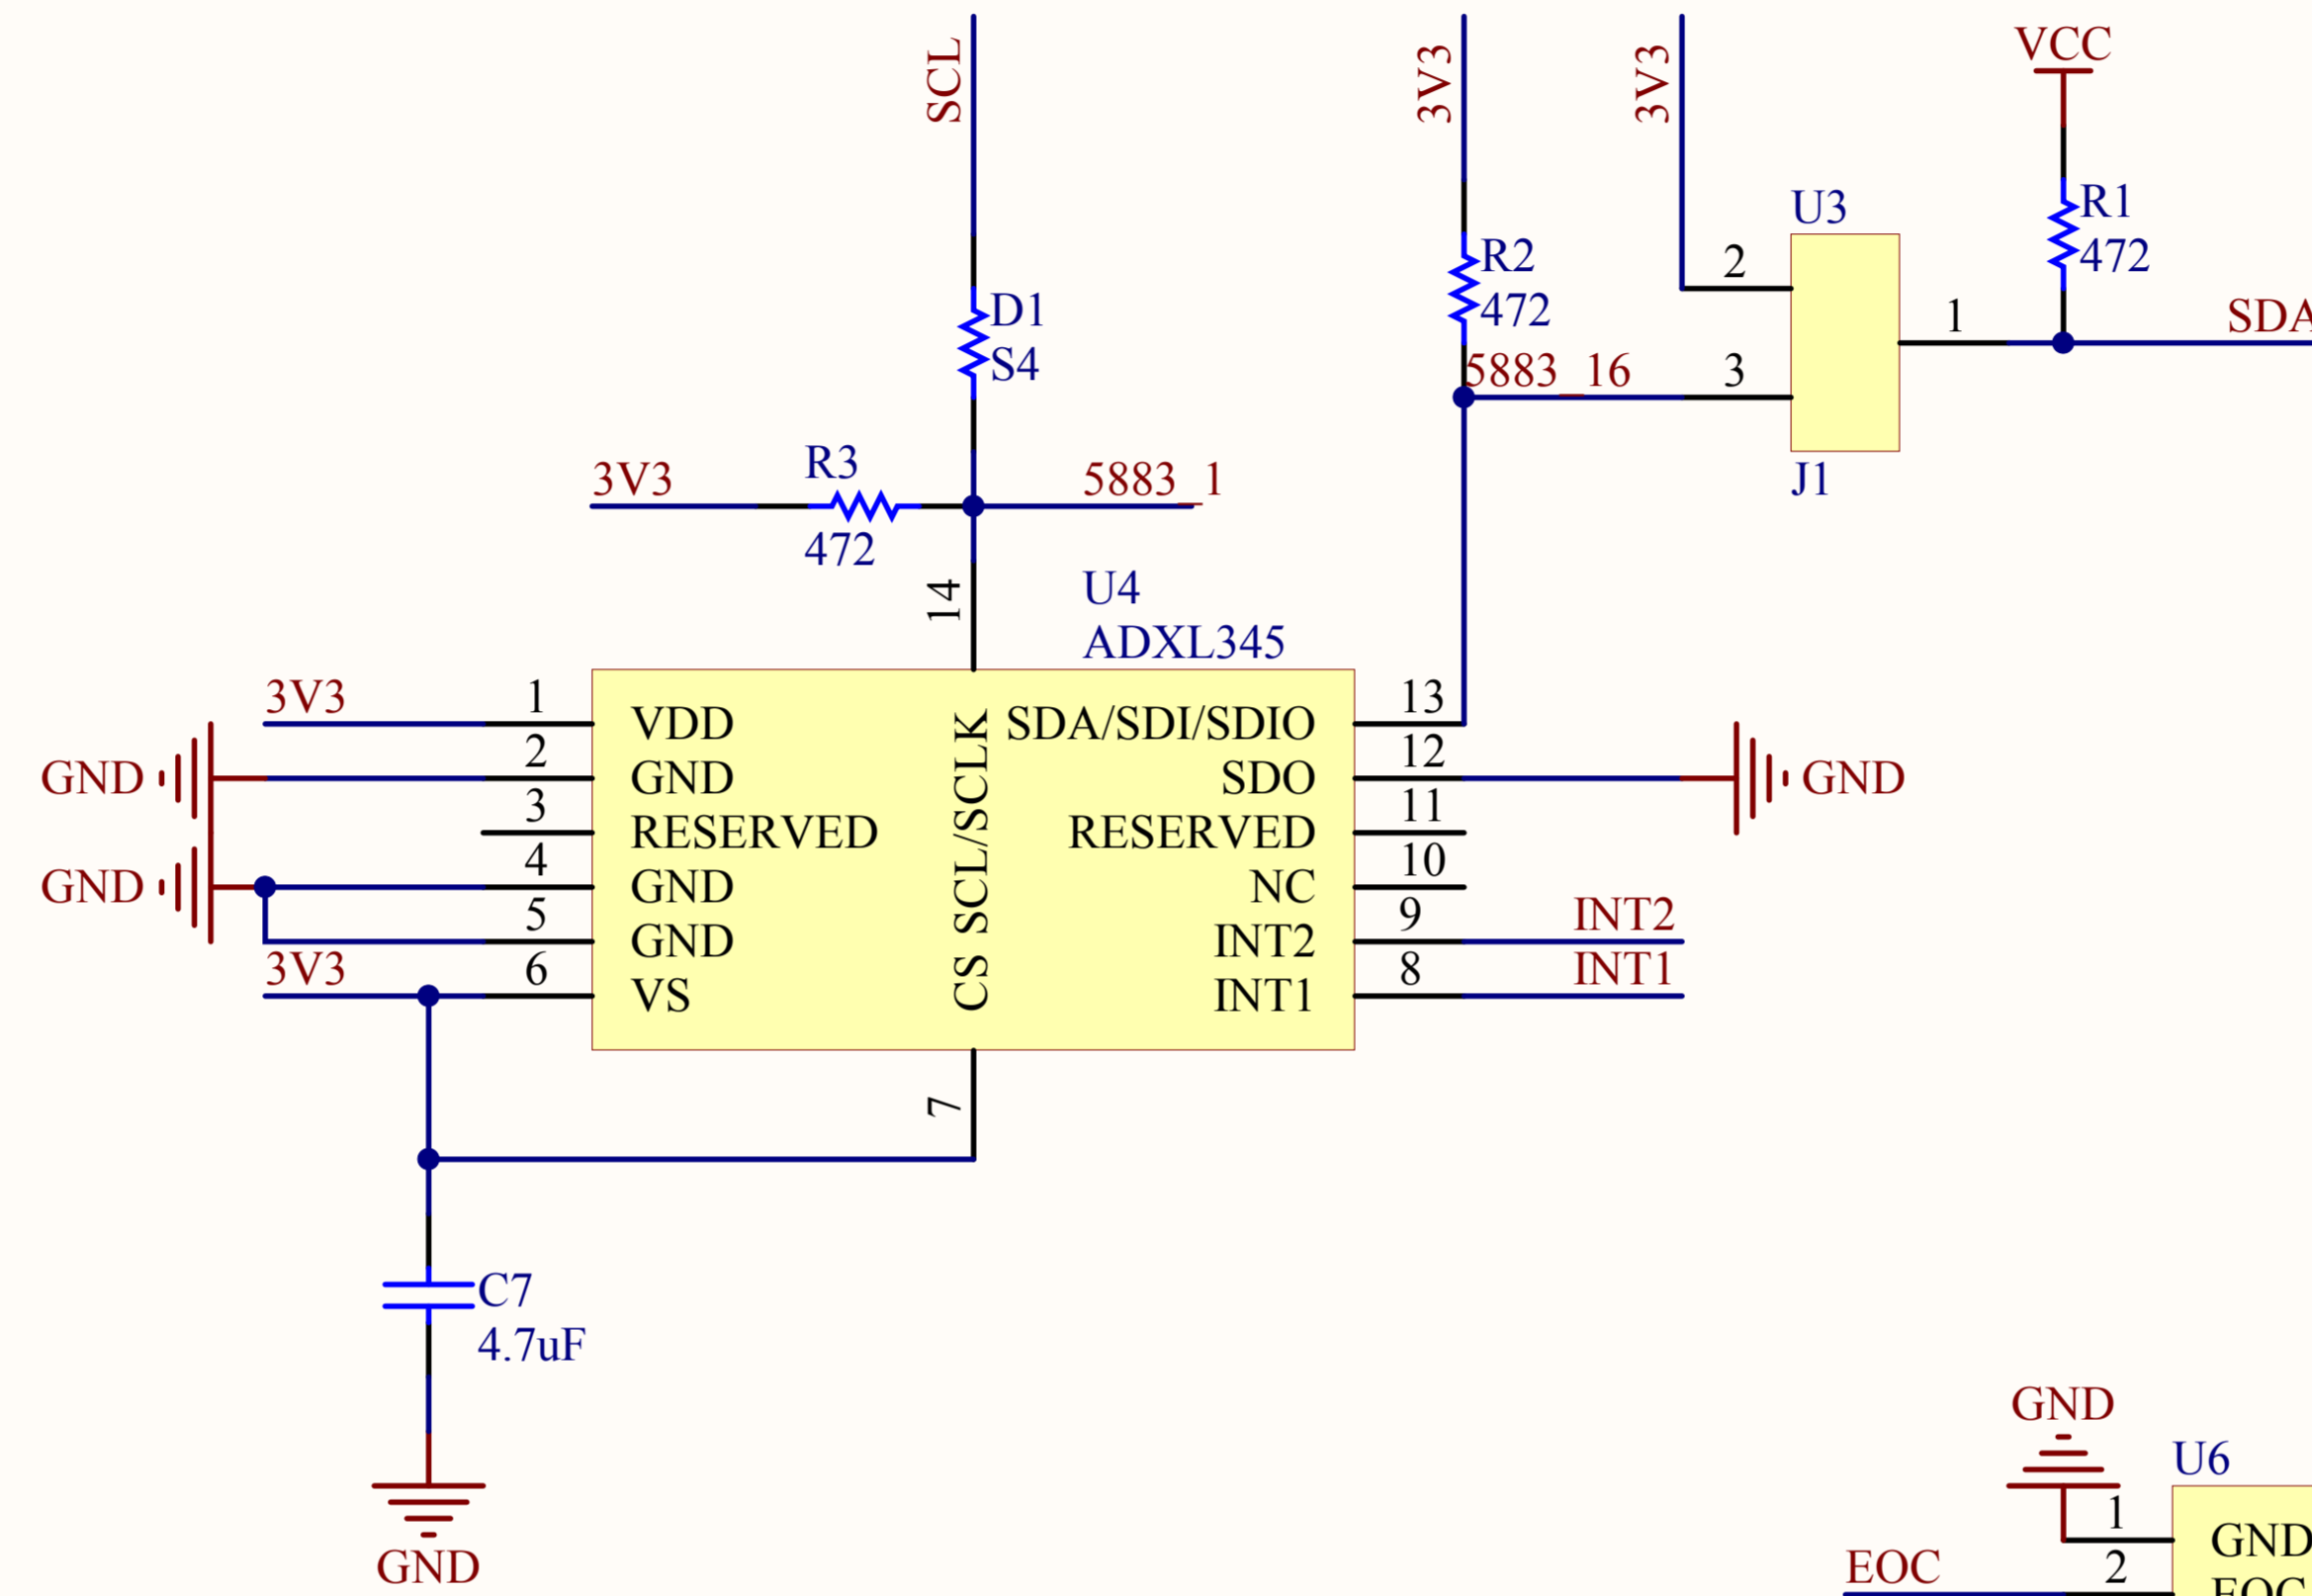 SCL
3V3
3V3
VCC
U3
R1
472
2
R2
472
D1
S4
1
SDA
5883_16
3
R3
3V3
5883_1
J1
472
14
U4
ADXL345
3V3
1
VDD
SDA/SDI/SDIO
13
GND
2
GND
SDO
12
GND
3
RESERVED
RESERVED
11
GND
4
GND
NC
10
5
GND
INT2
9
INT2
3V3
6
VS
INT1
8
INT1
CS SCL/SCLK
7
C7
4.7uF
GND
GND
U6
1
GND
EOC
2
EOC